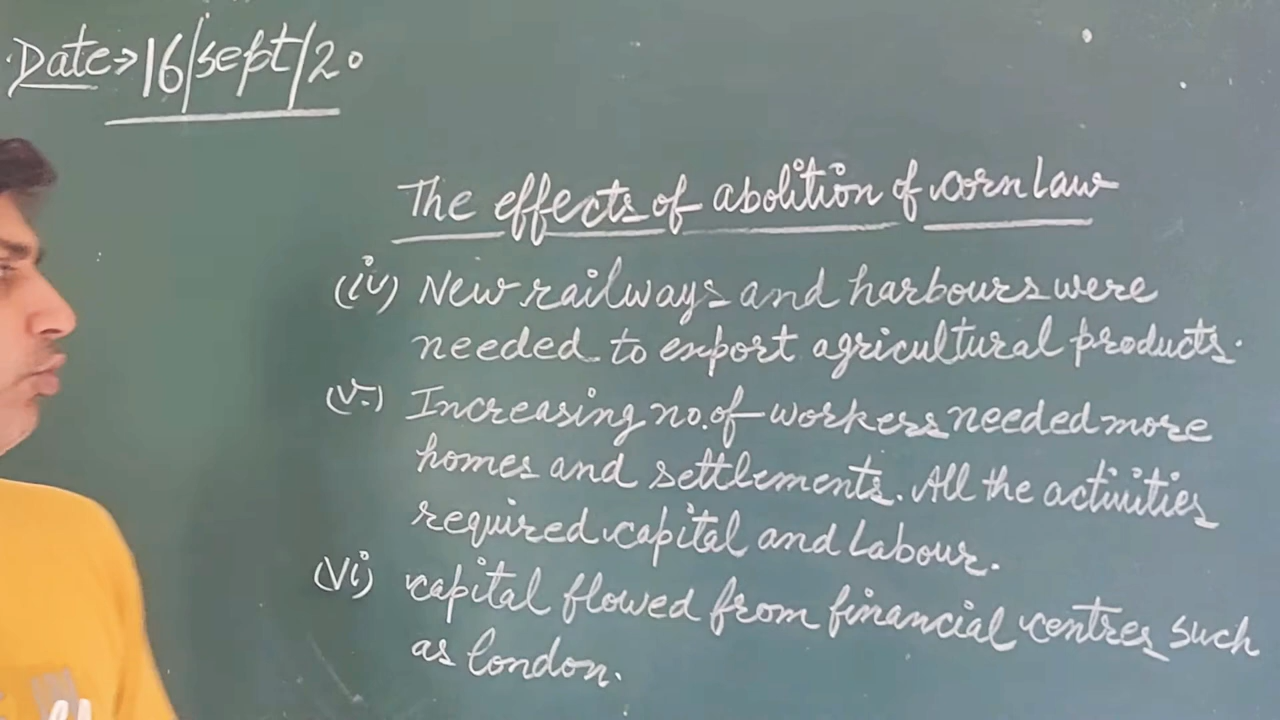 Date→16/sept/20
The effects of abolition of corn law
(iv) New railways and harbours were
needed to export agricultural products.
(v) Increasing no. of workers needed more
homes and settlements. All the activities
required capital and Labour.
(vi) capital flowed from financial centres such
as london.